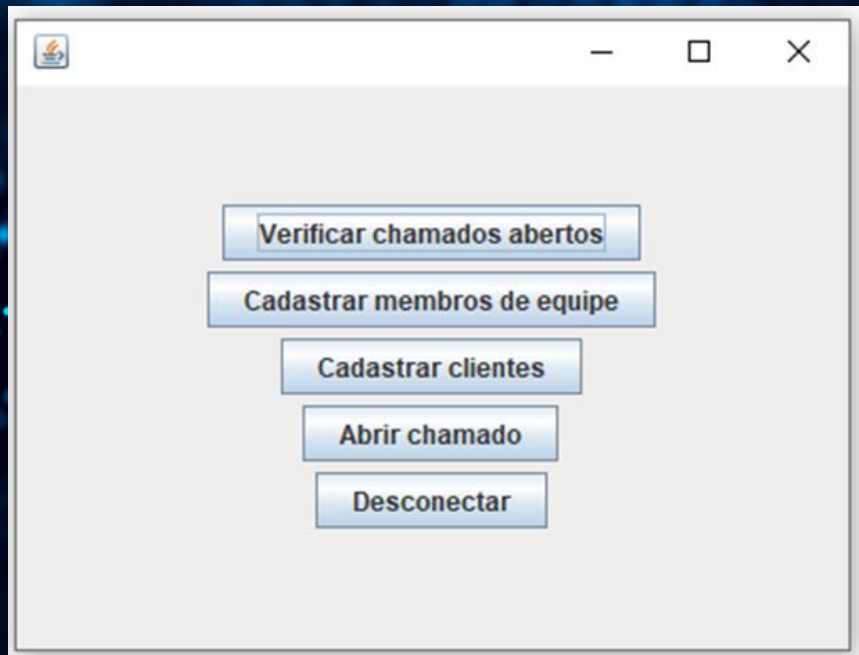 Verificar chamados abertos
Cadastrar membros de equipe
Cadastrar clientes
Abrir chamado
Desconectar